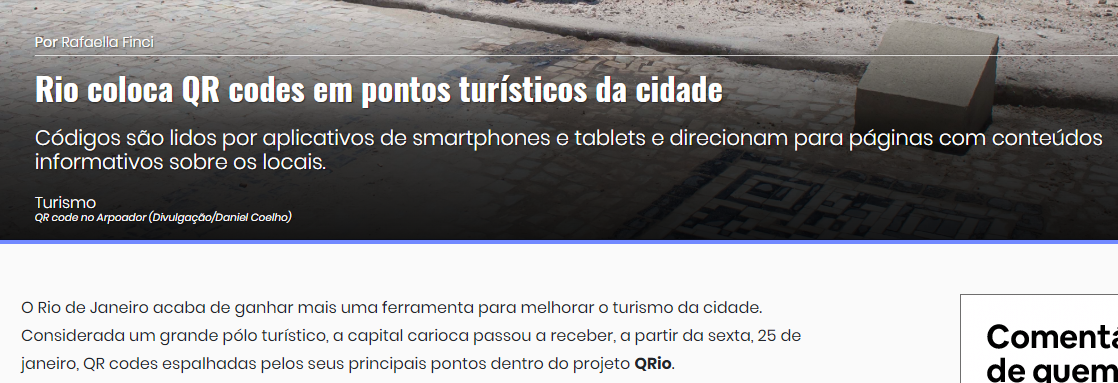 Por Rafaella Finci
Rio coloca QR codes em pontos turísticos da cidade
Códigos são lidos por aplicativos de smartphones e tablets e direcionam para páginas com conteúdos
informativos sobre os locais.
Turismo
QR code no Arpoador (Divulgação/Daniel Coelho)
O Rio de Janeiro acaba de ganhar mais uma ferramenta para melhorar o turismo da cidade.
Considerada um grande pólo turístico, a capital carioca passou a receber, a partir da sexta, 25 de
janeiro, QR codes espalhadas pelos seus principais pontos dentro do projeto QRio.
Comentá
de quem